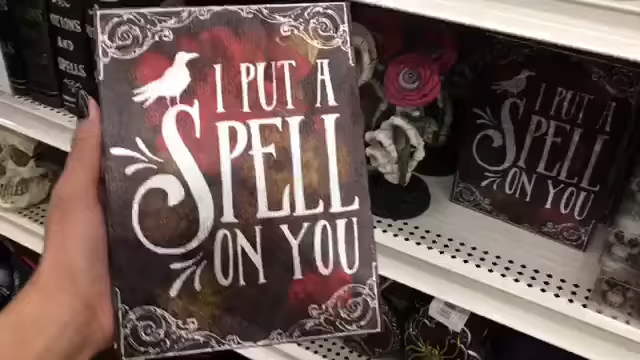 POTIONS
AND
SPELLS
I PUT A
SPELL
ON YOU
I PUT A
SPELL
ON YOU